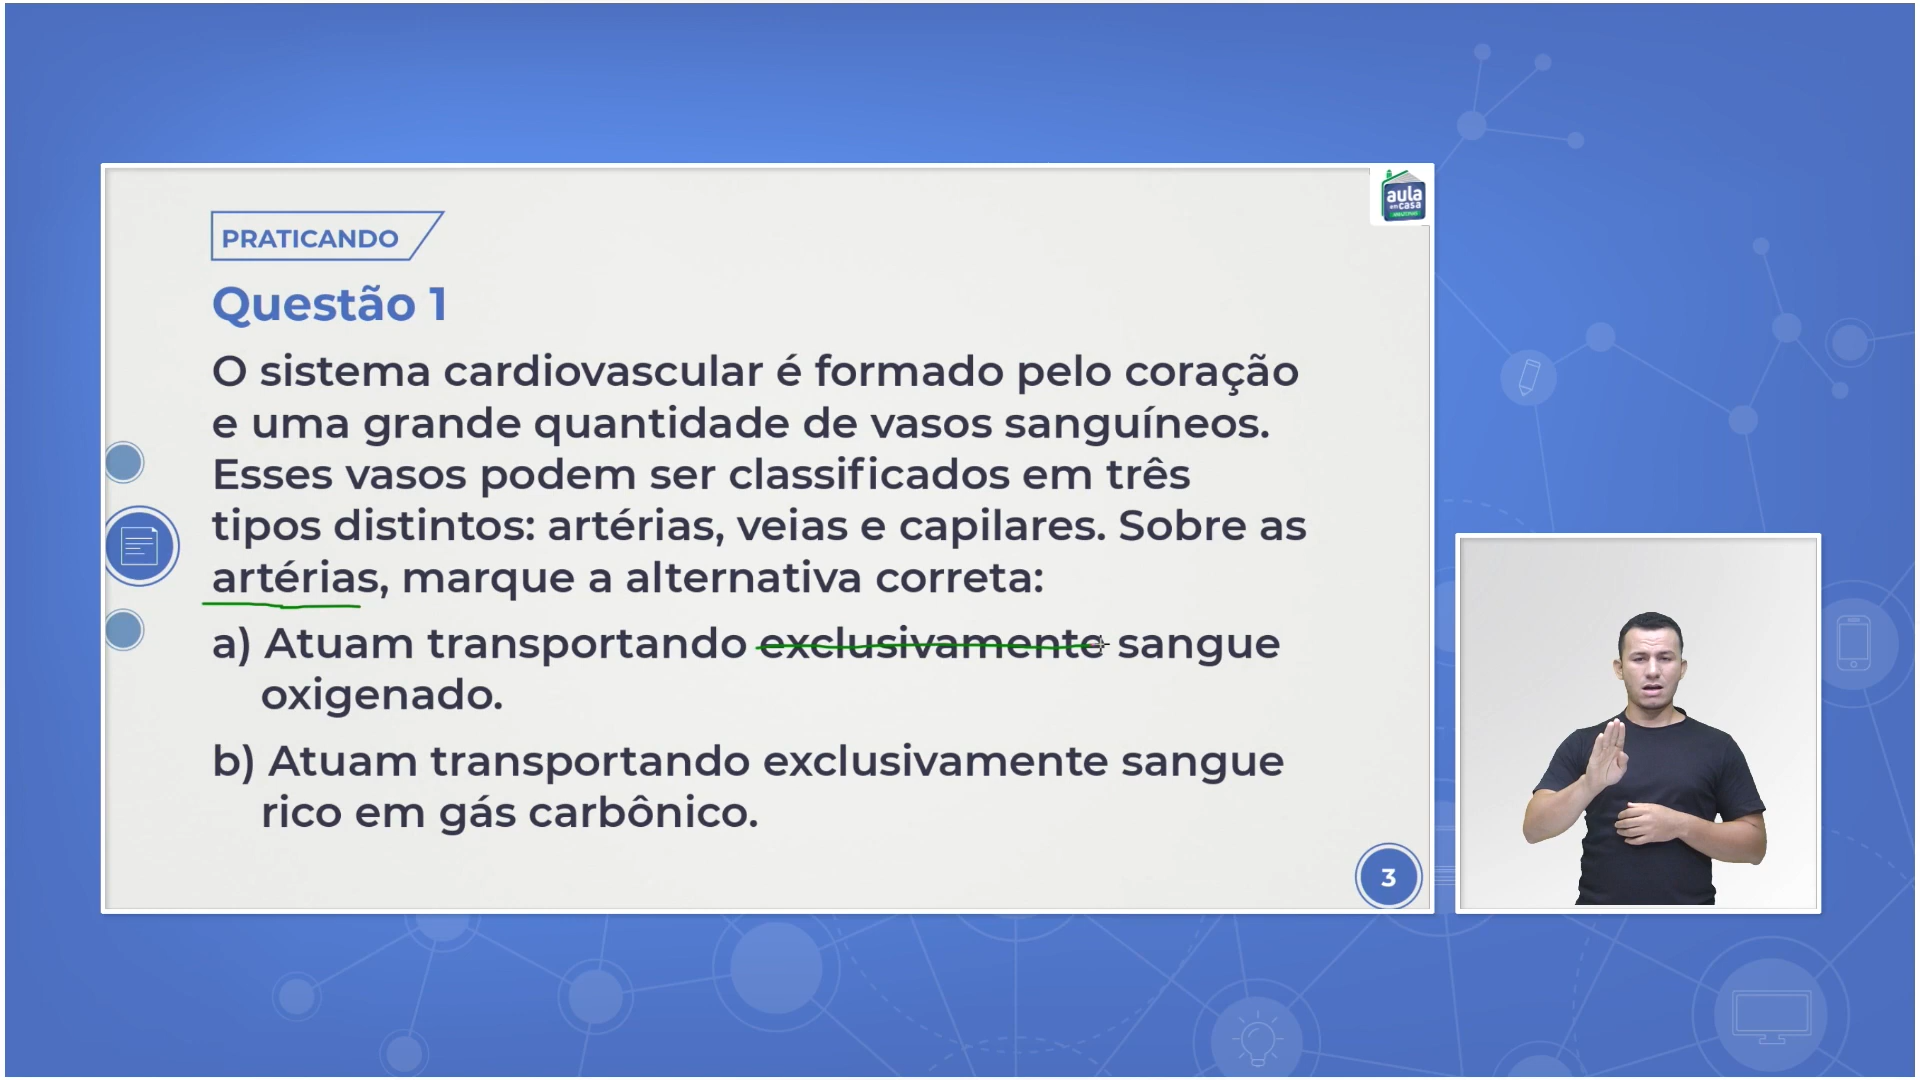 aula
em casa
PRATICANDO
Questão 1
O sistema cardiovascular é formado pelo coração
e uma grande quantidade de vasos sanguíneos.
Esses vasos podem ser classificados em três
tipos distintos: artérias, veias e capilares. Sobre as
artérias, marque a alternativa correta:
a) Atuam transportando exclusivamente sangue
oxigenado.
b) Atuam transportando exclusivamente sangue
rico em gás carbônico.
3